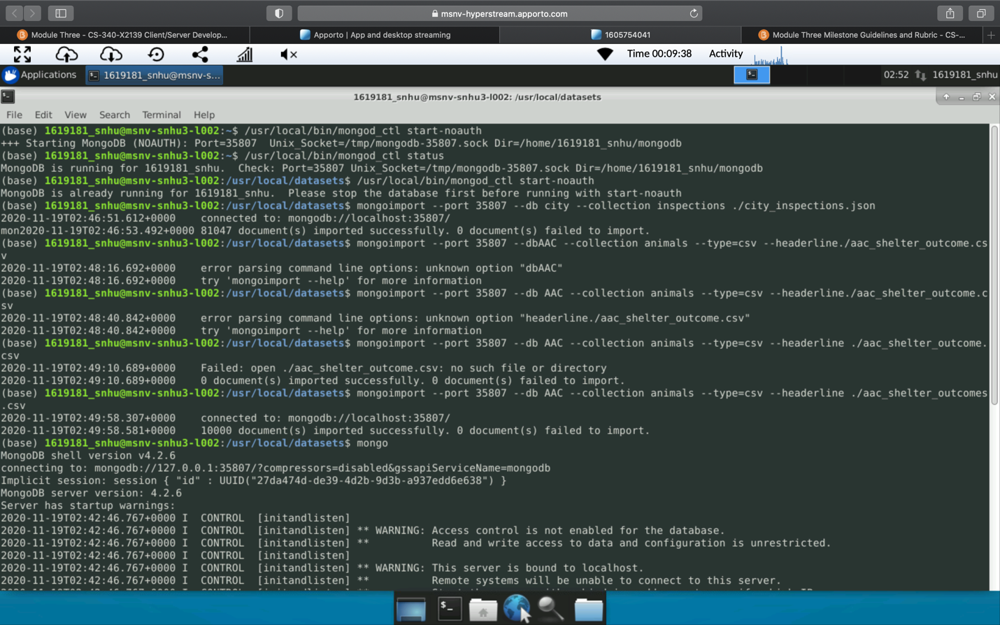 msnv-hyperstream.apporto.com
Module Three - CS-340-X2139 Client/Server Develop...
Apporto | App and desktop streaming
1605754041
Module Three Milestone Guidelines and Rubric - CS-...
Time 00:09:38 Activity
Applications
1619181_snhu@msnv-s...
02:52
1619181_snhu
1619181_snhu@msnv-snhu3-l002: /usr/local/datasets
File Edit View Search Terminal Help
(base) 1619181_snhu@msnv-snhu3-l002:~$ /usr/local/bin/mongod_ctl start-noauth
+++ Starting MongoDB (NOAUTH): Port=35807  Unix_Socket=/tmp/mongodb-35807.sock Dir=/home/1619181_snhu/mongodb
(base) 1619181_snhu@msnv-snhu3-l002:~$ /usr/local/bin/mongod_ctl status
MongoDB is running for 1619181_snhu.  Check: Port=35807 Unix_Socket=/tmp/mongodb-35807.sock Dir=/home/1619181_snhu/mongodb
(base) 1619181_snhu@msnv-snhu3-l002:/usr/local/datasets$ /usr/local/bin/mongod_ctl start-noauth
MongoDB is already running for 1619181_snhu.  Please stop the database first before running with start-noauth
(base) 1619181_snhu@msnv-snhu3-l002:/usr/local/datasets$ mongoimport --port 35807 --db city --collection inspections ./city_inspections.json
2020-11-19T02:46:51.612+0000    connected to: mongodb://localhost:35807/
mon2020-11-19T02:46:53.492+0000 81047 document(s) imported successfully. 0 document(s) failed to import.
(base) 1619181_snhu@msnv-snhu3-l002:/usr/local/datasets$ mongoimport --port 35807 --dbAAC --collection animals --type=csv --headerline./aac_shelter_outcome.cs
v
2020-11-19T02:48:16.692+0000    error parsing command line options: unknown option "dbAAC"
2020-11-19T02:48:16.692+0000    try 'mongoimport --help' for more information
(base) 1619181_snhu@msnv-snhu3-l002:/usr/local/datasets$ mongoimport --port 35807 --db AAC --collection animals --type=csv --headerline./aac_shelter_outcome.c
sv
2020-11-19T02:48:40.842+0000    error parsing command line options: unknown option "headerline./aac_shelter_outcome.csv"
2020-11-19T02:48:40.842+0000    try 'mongoimport --help' for more information
(base) 1619181_snhu@msnv-snhu3-l002:/usr/local/datasets$ mongoimport --port 35807 --db AAC --collection animals --type=csv --headerline ./aac_shelter_outcome.
csv
2020-11-19T02:49:10.689+0000    Failed: open ./aac_shelter_outcome.csv: no such file or directory
2020-11-19T02:49:10.689+0000    0 document(s) imported successfully. 0 document(s) failed to import.
(base) 1619181_snhu@msnv-snhu3-l002:/usr/local/datasets$ mongoimport --port 35807 --db AAC --collection animals --type=csv --headerline ./aac_shelter_outcomes
.csv
2020-11-19T02:49:58.307+0000    connected to: mongodb://localhost:35807/
2020-11-19T02:49:58.581+0000    10000 document(s) imported successfully. 0 document(s) failed to import.
(base) 1619181_snhu@msnv-snhu3-l002:/usr/local/datasets$ mongo
MongoDB shell version v4.2.6
connecting to: mongodb://127.0.0.1:35807/?compressors=disabled&gssapiServiceName=mongodb
Implicit session: session { "id" : UUID("27da474d-de39-4d2b-9d3b-a937edd6e638") }
MongoDB server version: 4.2.6
Server has startup warnings:
2020-11-19T02:42:46.767+0000 I  CONTROL  [initandlisten]
2020-11-19T02:42:46.767+0000 I  CONTROL  [initandlisten] ** WARNING: Access control is not enabled for the database.
2020-11-19T02:42:46.767+0000 I  CONTROL  [initandlisten] **          Read and write access to data and configuration is unrestricted.
2020-11-19T02:42:46.767+0000 I  CONTROL  [initandlisten]
2020-11-19T02:42:46.767+0000 I  CONTROL  [initandlisten] ** WARNING: This server is bound to localhost.
2020-11-19T02:42:46.767+0000 I  CONTROL  [initandlisten] **          Remote systems will be unable to connect to this server.